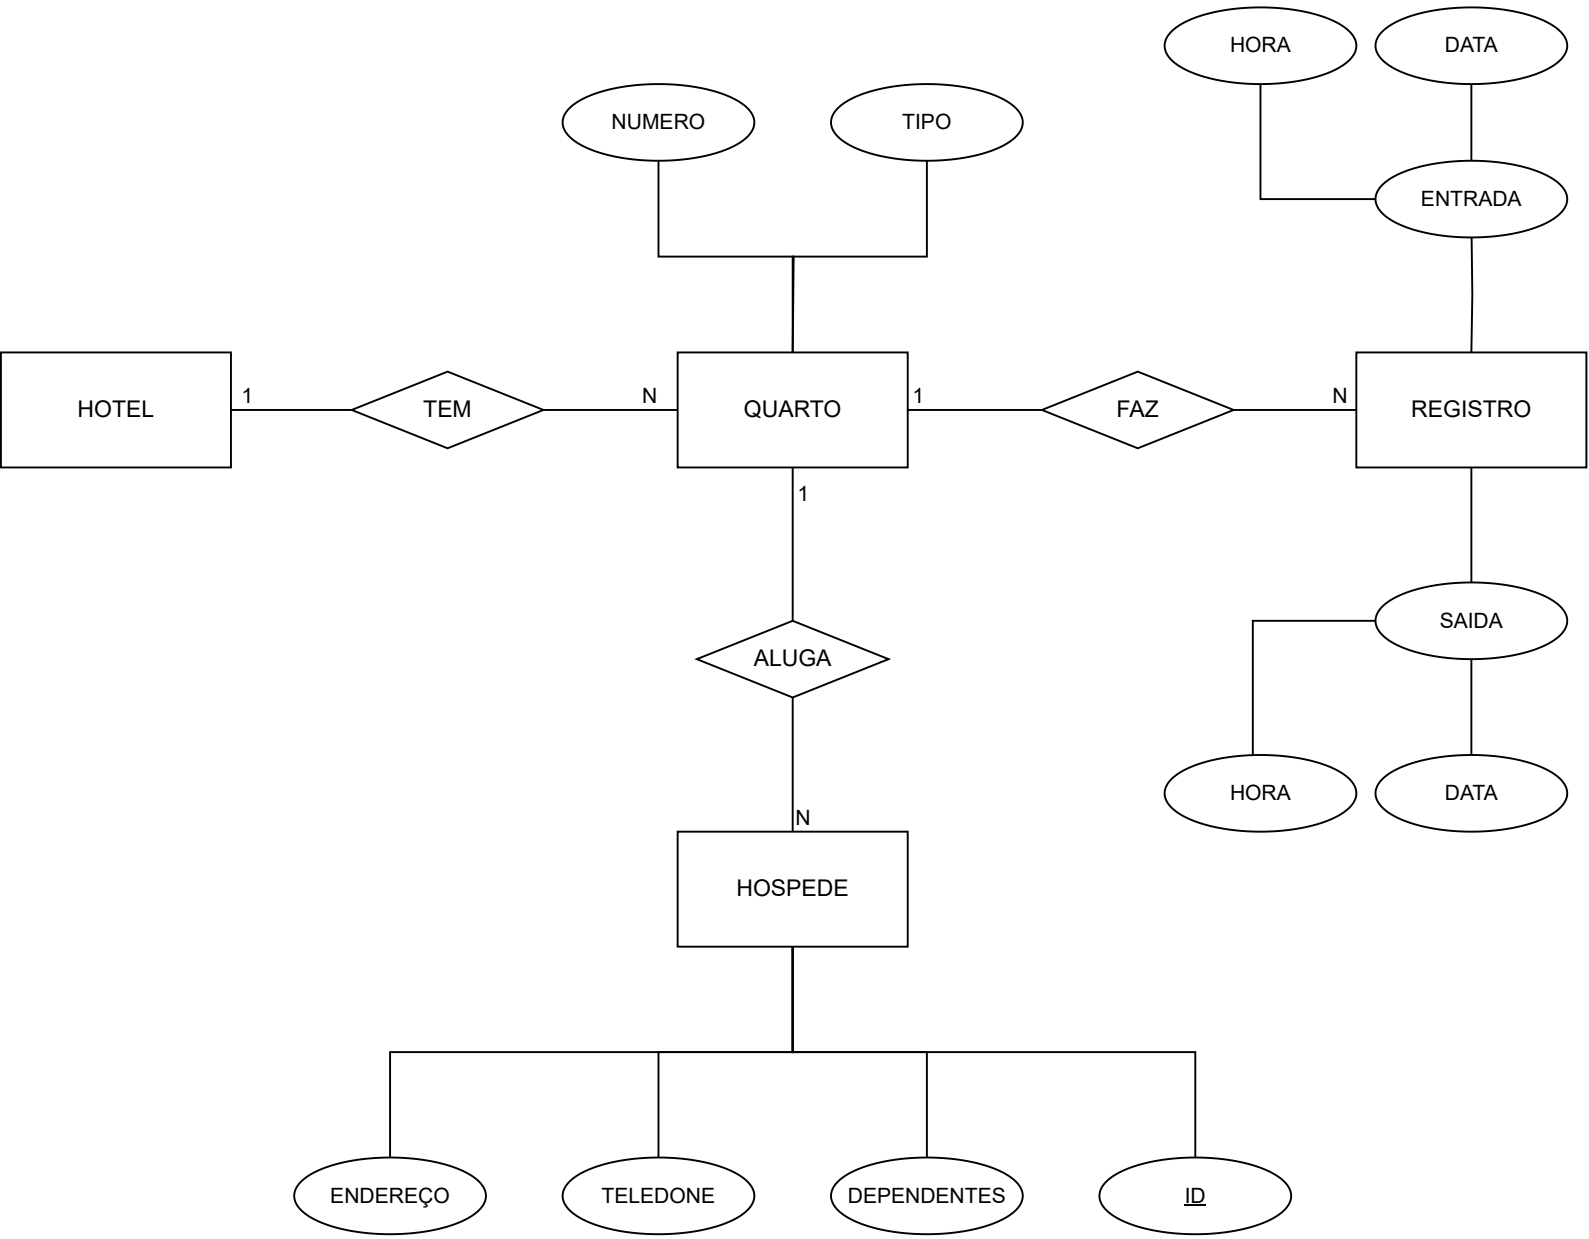 HORA
DATA
NUMERO
TIPO
ENTRADA
HOTEL
1
TEM
N
QUARTO
1
FAZ
N
REGISTRO
1
SAIDA
ALUGA
HORA
DATA
N
HOSPEDE
ENDEREÇO
TELEDONE
DEPENDENTES
ID